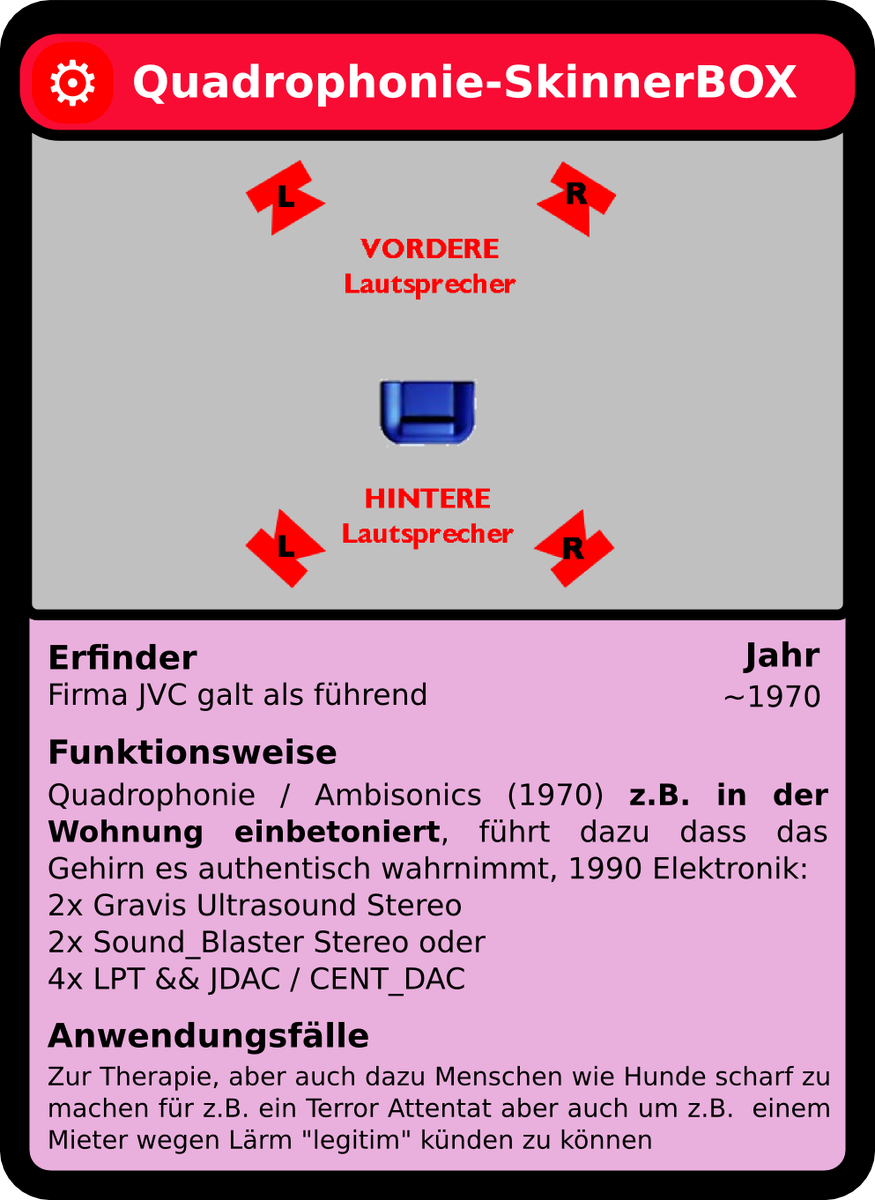 Quadrophonie-SkinnerBOX
L R
VORDERE
Lautsprecher
HINTERE
Lautsprecher
L R
Erfinder Jahr
Firma JVC galt als führend ~1970
Funktionsweise
Quadrophonie / Ambisonics (1970) z.B. in der
Wohnung einbetoniert, führt dazu dass das
Gehirn es authentisch wahrnimmt, 1990 Elektronik:
2x Gravis Ultrasound Stereo
2x Sound_Blaster Stereo oder
4x LPT && JDAC / CENT_DAC
Anwendungsfälle
Zur Therapie, aber auch dazu Menschen wie Hunde scharf zu
machen für z.B. ein Terror Attentat aber auch um z.B. einem
Mieter wegen Lärm "legitim" künden zu können